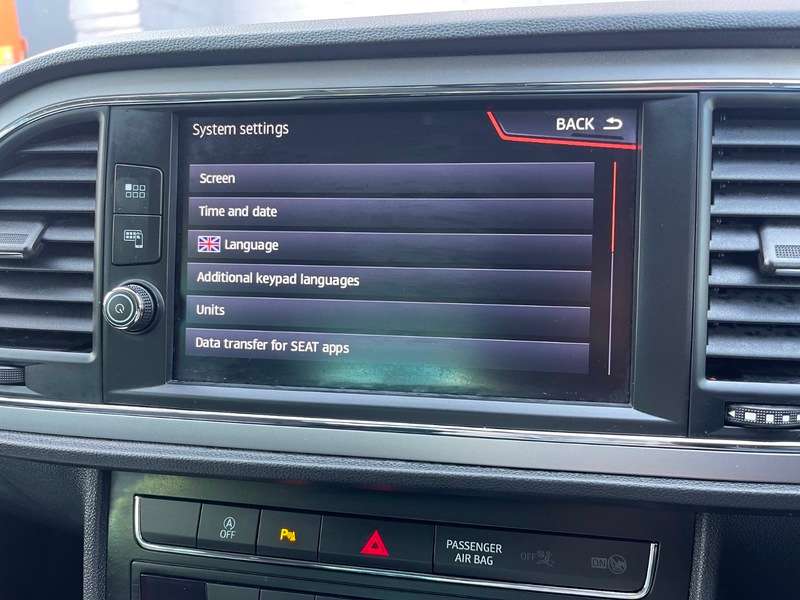 System settings
BACK
Screen
Time and date
Language
Additional keypad languages
Units
Data transfer for SEAT apps
A
OFF
P
PASSENGER
AIR BAG
OFF
ON